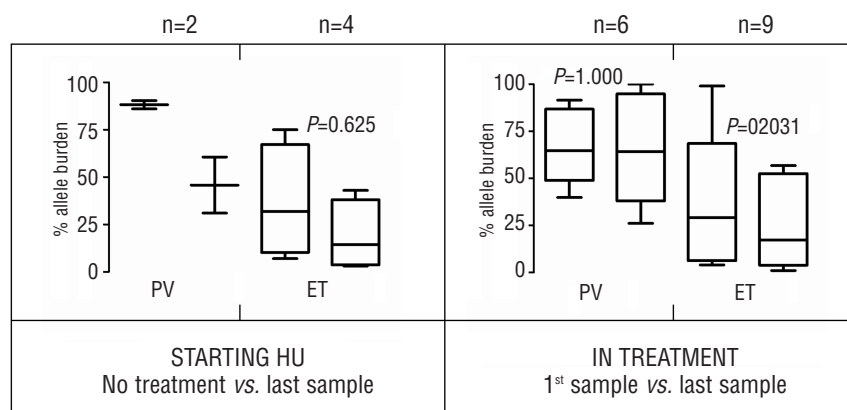 n=2 n=4 n=6 n=9
% allele burden
100
75
50
25
0
P=0.625
PV ET
% allele burden
100
75
50
25
0
P=1.000
P=02031
PV ET
STARTING HU
No treatment vs. last sample
IN TREATMENT
1st sample vs. last sample